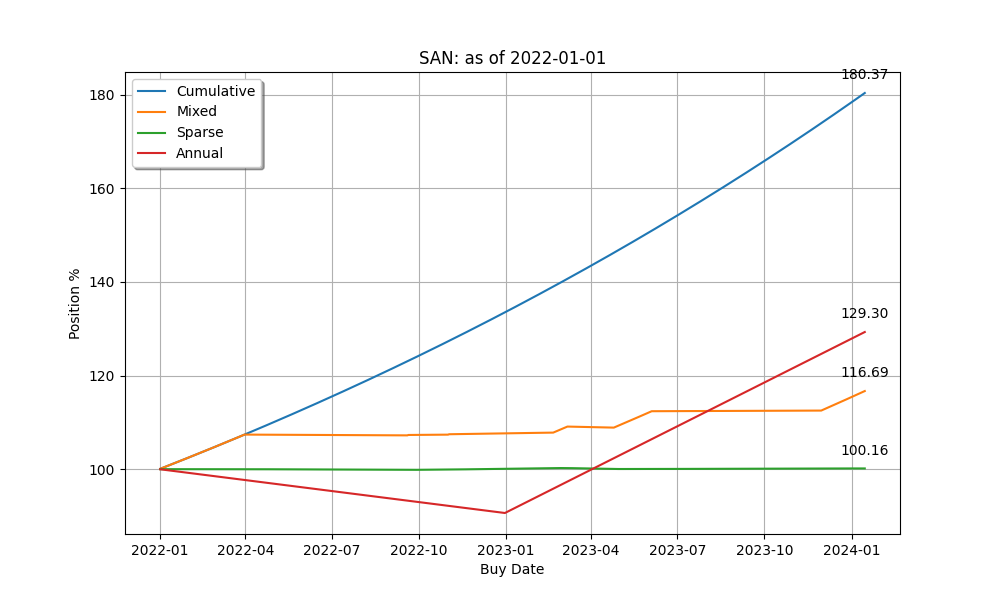 SAN: as of 2022-01-01
180.37
180
Cumulative
Mixed
Sparse
Annual
160
140
129.30
120
116.69
100.16
100
Position %
2022-01 2022-04 2022-07 2022-10 2023-01 2023-04 2023-07 2023-10 2024-01
Buy Date